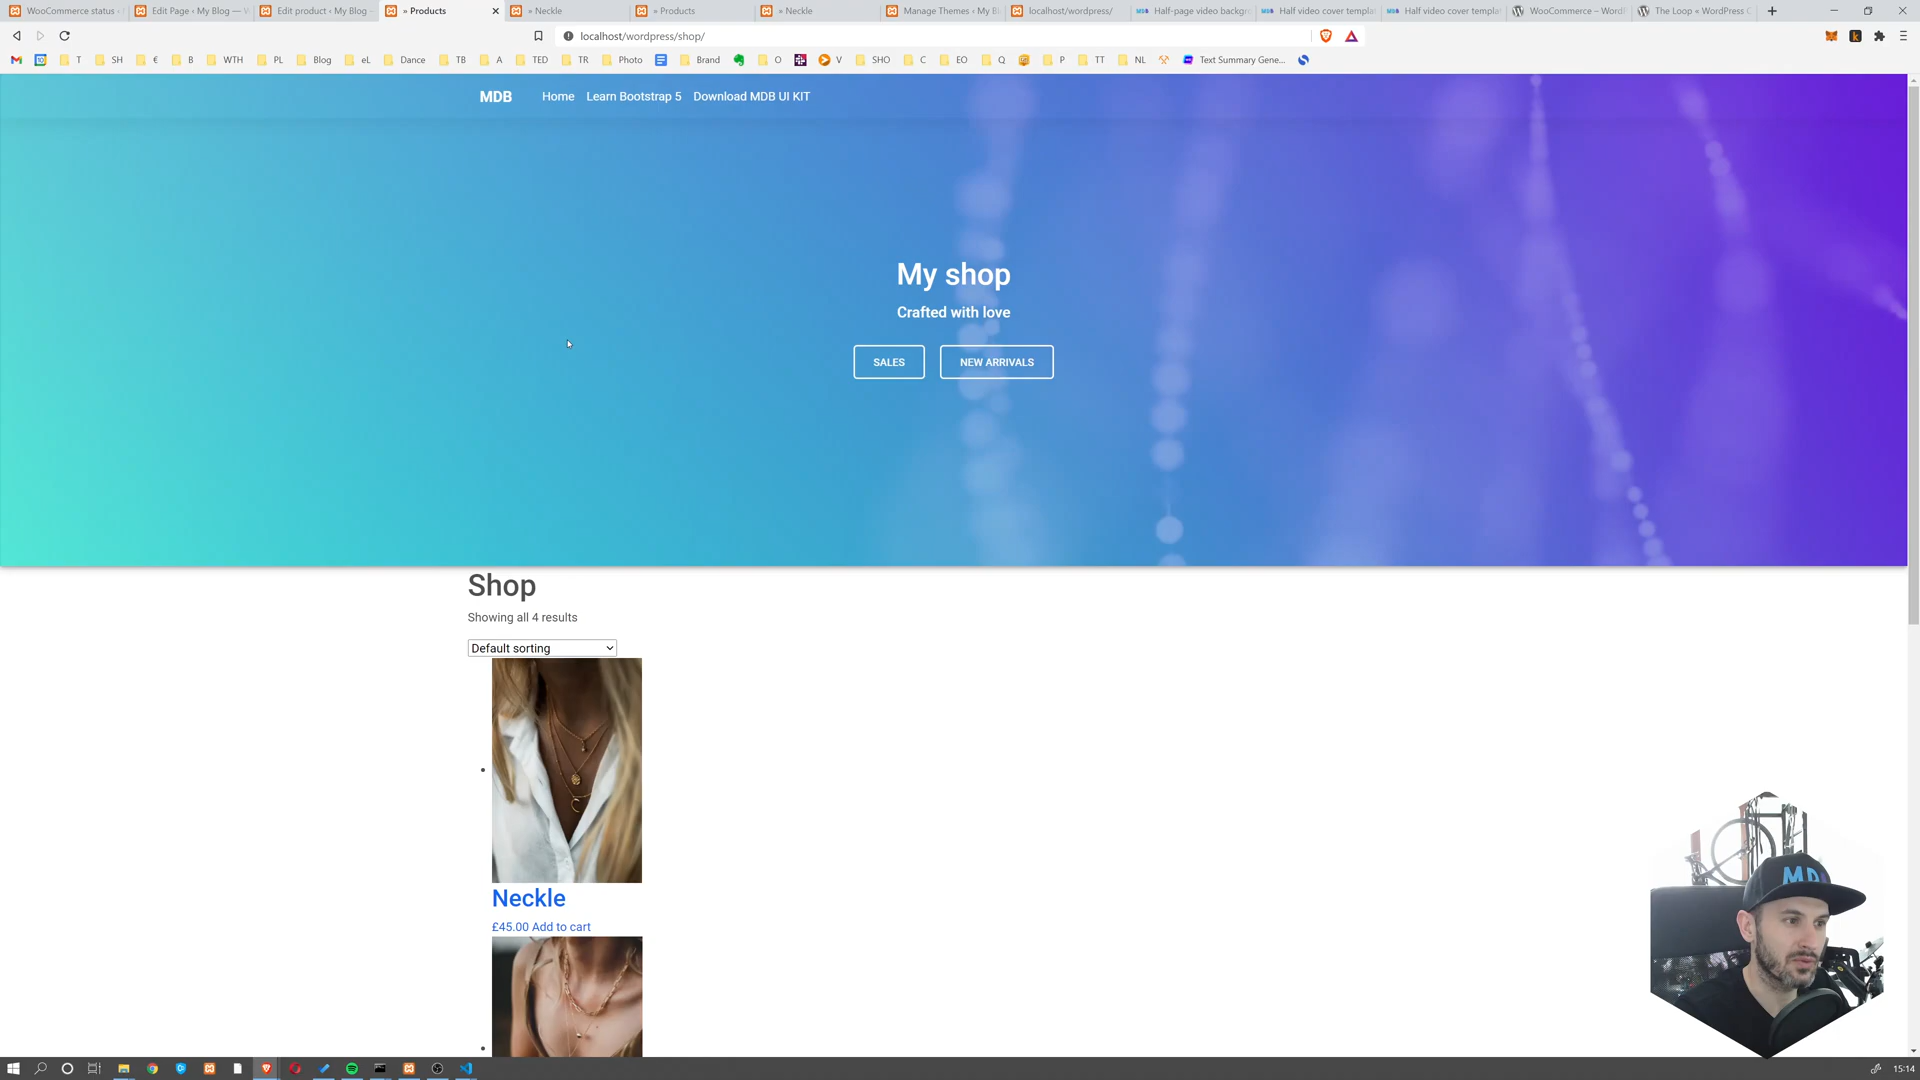 WooCommerce status ‹
Edit Page ‹ My Blog —
Edit product ‹ My Blog
» Products
» Neckle
» Products
» Neckle
Manage Themes ‹ My B
localhost/wordpress/
Half-page video backgr
Half video cover templa
Half video cover templa
WooCommerce – Word
The Loop « WordPress C
localhost/wordpress/shop/
T
SH
€
B
WTH
PL
Blog
eL
Dance
TB
A
TED
TR
Photo
Brand
O
V
SHO
C
EO
Q
P
TT
NL
Text Summary Gene...
MDB
Home
Learn Bootstrap 5
Download MDB UI KIT
My shop
Crafted with love
SALES
NEW ARRIVALS
Shop
Showing all 4 results
Default sorting
Neckle
£45.00 Add to cart
MD
15:14